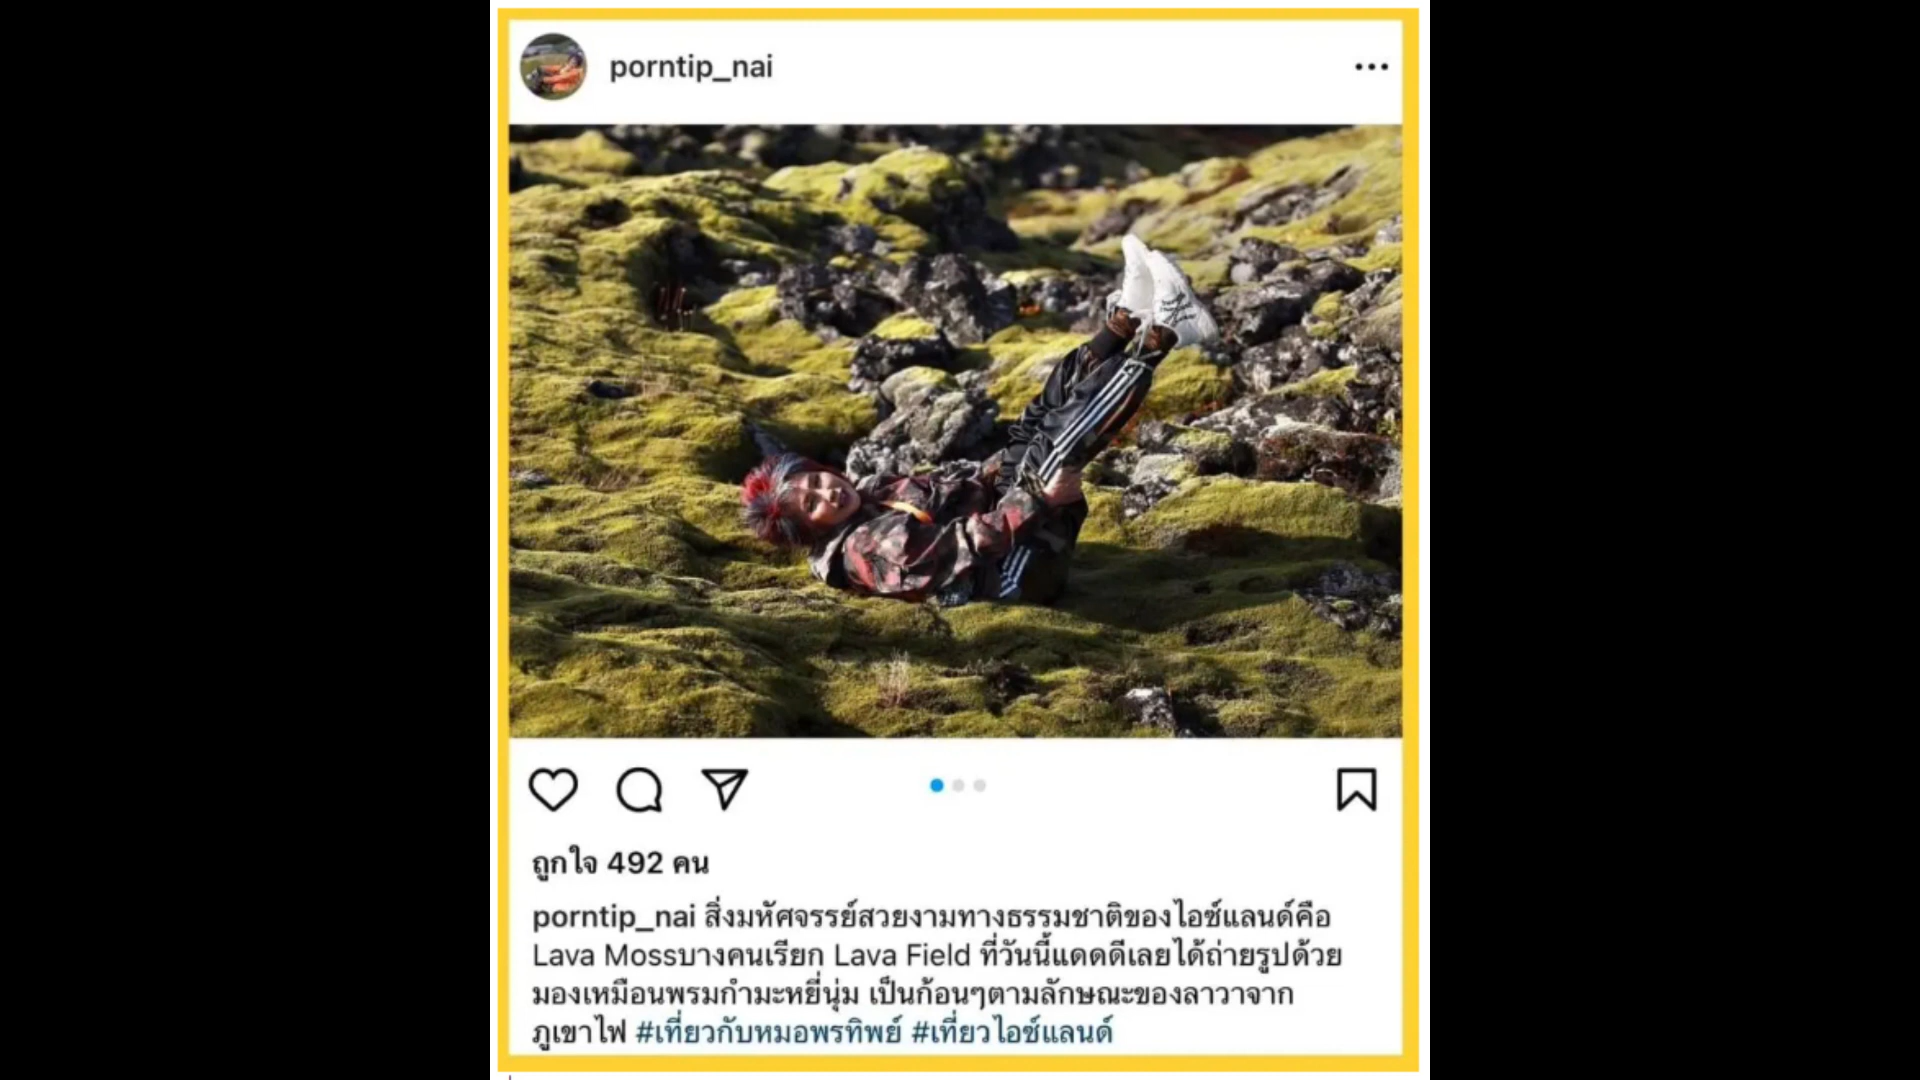 porntip_nai
ถูกใจ 492 คน
porntip_nai สิ่งมหัศจรรย์สวยงามทางธรรมชาติของไอซ์แลนด์คือ
Lava Mossบางคนเรียก Lava Field ที่วันนี้แดดดีเลยได้ถ่ายรูปด้วย
มองเหมือนพรมกำมะหยี่นุ่ม เป็นก้อนๆตามลักษณะของลาวาจาก
ภูเขาไฟ #เที่ยวกับหมอพรทิพย์ #เที่ยวไอซ์แลนด์